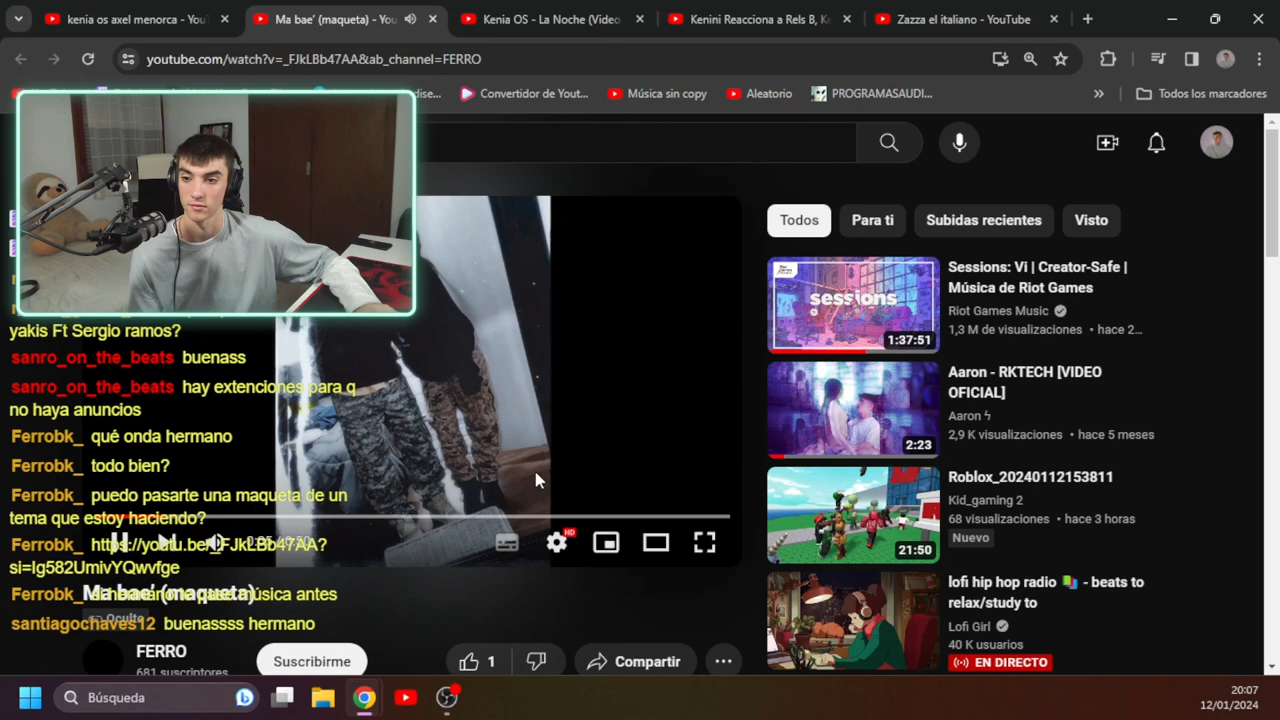 kenia os axel menorca - You
Ma bae' (maqueta) - You
Kenia OS - La Noche (Video
Kenini Reacciona a Rels B, K
Zazza el italiano - YouTube
youtube.com/watch?v=_FJkLBb47AA&ab_channel=FERRO
Convertidor de Yout...
Música sin copy
Aleatorio
PROGRAMASAUDI...
Todos los marcadores
Todos
Para ti
Subidas recientes
Visto
yakis Ft Sergio ramos?
sanro_on_the_beats buenass
sanro_on_the_beats hay extenciones para q
no haya anuncios
Ferrobk_ qué onda hermano
Ferrobk_ todo bien?
Ferrobk_ puedo pasarte una maqueta de un
tema que estoy haciendo?
Ferrobk_ https://youtu.be/_FJkLBb47AA?
si=lg582UmivYQwvfge
santiagochaves12 buenassss hermano
HD
Ma bae' (maqueta)
Oculto
FERRO
681 suscriptores
Suscribirme
1
Compartir
sessions
1:37:51
Sessions: Vi | Creator-Safe |
Música de Riot Games
Riot Games Music
1,3 M de visualizaciones • hace 2...
2:23
Aaron - RKTECH [VIDEO
OFICIAL]
Aaron ϟ
2,9 K visualizaciones • hace 5 meses
21:50
Roblox_20240112153811
Kid_gaming 2
68 visualizaciones • hace 3 horas
Nuevo
lofi hip hop radio 📚 - beats to
relax/study to
Lofi Girl
40 K usuarios
EN DIRECTO
Búsqueda
20:07
12/01/2024